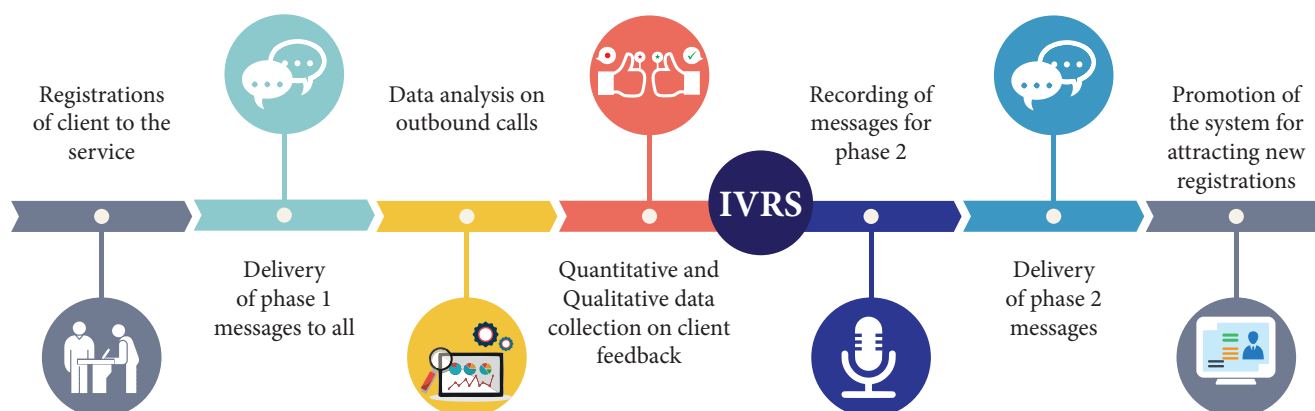 Registrations
of client to the
service
Delivery
of phase 1
messages to all
Data analysis on
outbound calls
Quantitative and
Qualitative data
collection on client
feedback
IVRS
Recording of
messages for
phase 2
Delivery
of phase 2
messages
Promotion of
the system for
attracting new
registrations